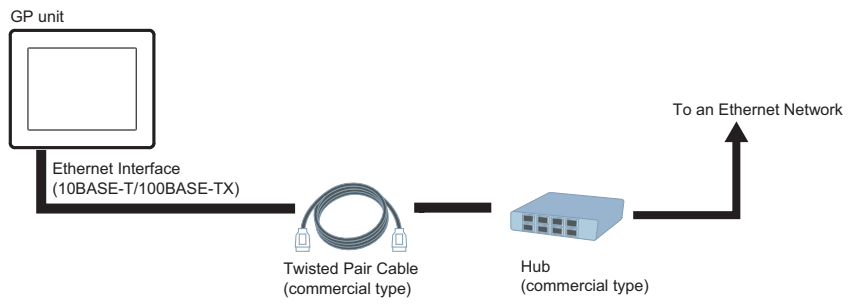 GP unit
To an Ethernet Network
Ethernet Interface
(10BASE-T/100BASE-TX)
Twisted Pair Cable
(commercial type)
Hub
(commercial type)